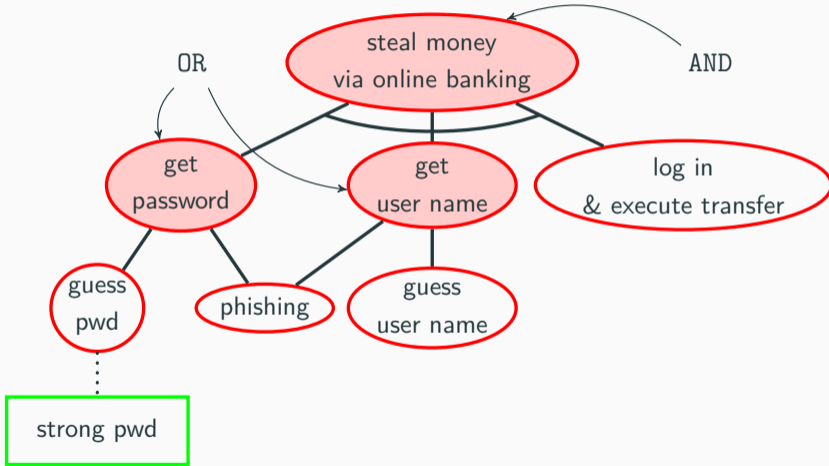 steal money
via online banking
OR
AND
get
password
get
user name
log in
& execute transfer
guess
pwd
phishing
guess
user name
strong pwd